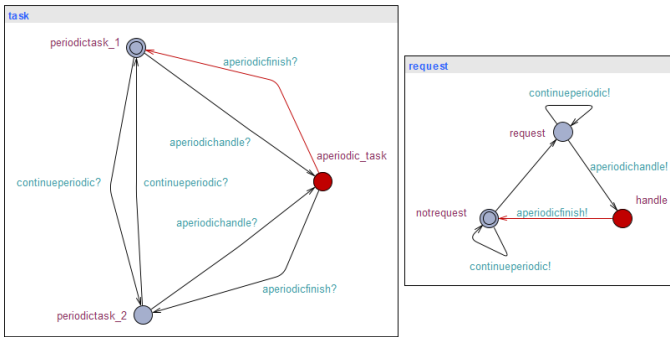 task
periodictask_1
aperiodicfinish?
aperiodichandle?
aperiodic_task
continueperiodic?
continueperiodic?
aperiodichandle?
aperiodicfinish?
periodictask_2
request
continueperiodic!
request
aperiodichandle!
handle
notrequest
aperiodicfinish!
continueperiodic!